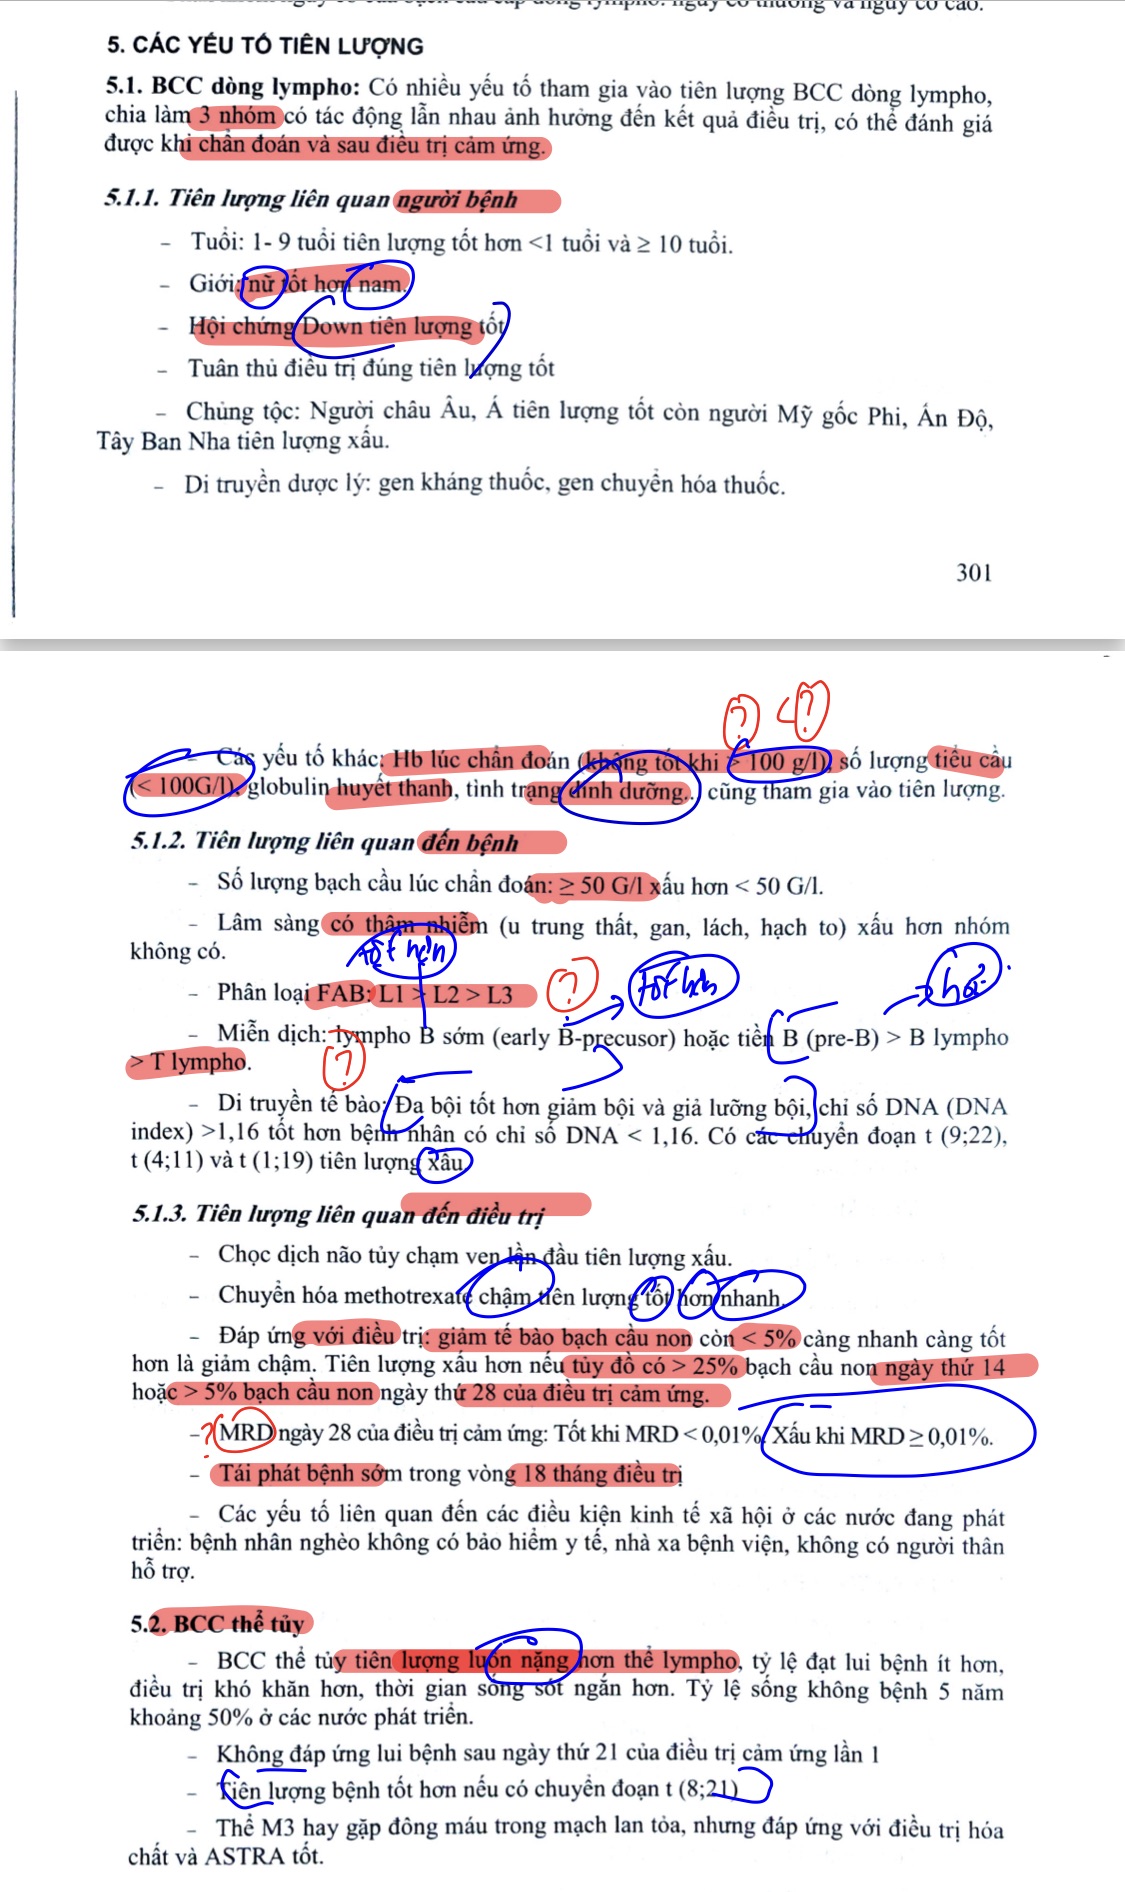 5. CÁC YẾU TỐ TIÊN LƯỢNG
5.1. BCC dòng lympho: Có nhiều yếu tố tham gia vào tiên lượng BCC dòng lympho,
chia làm 3 nhóm có tác động lẫn nhau ảnh hưởng đến kết quả điều trị, có thể đánh giá
được khi chẩn đoán và sau điều trị cảm ứng.
5.1.1. Tiên lượng liên quan người bệnh
– Tuổi: 1- 9 tuổi tiên lượng tốt hơn <1 tuổi và ≥ 10 tuổi.
– Giới: nữ tốt hơn nam.
– Hội chứng Down tiên lượng tốt
– Tuân thủ điều trị đúng tiên lượng tốt
– Chủng tộc: Người châu Âu, Á tiên lượng tốt còn người Mỹ gốc Phi, Ấn Độ,
Tây Ban Nha tiên lượng xấu.
– Di truyền dược lý: gen kháng thuốc, gen chuyển hóa thuốc.
301
? < ?
– Các yếu tố khác: Hb lúc chẩn đoán (không tốt khi > 100 g/l), số lượng tiểu cầu
(< 100G/l), globulin huyết thanh, tình trạng dinh dưỡng... cũng tham gia vào tiên lượng.
5.1.2. Tiên lượng liên quan đến bệnh
– Số lượng bạch cầu lúc chẩn đoán: ≥ 50 G/l xấu hơn < 50 G/l.
– Lâm sàng có thâm nhiễm (u trung thất, gan, lách, hạch to) xấu hơn nhóm
không có.
tốt hơn
– Phân loại FAB: L1 > L2 > L3 ? tốt hơn
– Miễn dịch: lympho B sớm (early B-precusor) hoặc tiền B (pre-B) > B lympho
> T lympho. ?
– Di truyền tế bào: Đa bội tốt hơn giảm bội và giả lưỡng bội, chỉ số DNA (DNA
index) >1,16 tốt hơn bệnh nhân có chỉ số DNA < 1,16. Có các chuyển đoạn t (9;22),
t (4;11) và t (1;19) tiên lượng xấu
5.1.3. Tiên lượng liên quan đến điều trị
– Chọc dịch não tủy chạm ven lần đầu tiên lượng xấu.
– Chuyển hóa methotrexate chậm tiên lượng tốt hơn nhanh.
– Đáp ứng với điều trị: giảm tế bào bạch cầu non còn < 5% càng nhanh càng tốt
hơn là giảm chậm. Tiên lượng xấu hơn nếu tủy đồ có > 25% bạch cầu non ngày thứ 14
hoặc > 5% bạch cầu non ngày thứ 28 của điều trị cảm ứng.
– ? MRD ngày 28 của điều trị cảm ứng: Tốt khi MRD < 0,01%. Xấu khi MRD ≥ 0,01%.
– Tái phát bệnh sớm trong vòng 18 tháng điều trị
– Các yếu tố liên quan đến các điều kiện kinh tế xã hội ở các nước đang phát
triển: bệnh nhân nghèo không có bảo hiểm y tế, nhà xa bệnh viện, không có người thân
hỗ trợ.
5.2. BCC thể tủy
– BCC thể tủy tiên lượng luôn nặng hơn thể lympho, tỷ lệ đạt lui bệnh ít hơn,
điều trị khó khăn hơn, thời gian sống sót ngắn hơn. Tỷ lệ sống không bệnh 5 năm
khoảng 50% ở các nước phát triển.
– Không đáp ứng lui bệnh sau ngày thứ 21 của điều trị cảm ứng lần 1
– Tiên lượng bệnh tốt hơn nếu có chuyển đoạn t (8;21)
– Thể M3 hay gặp đông máu trong mạch lan tỏa, nhưng đáp ứng với điều trị hóa
chất và ASTRA tốt.